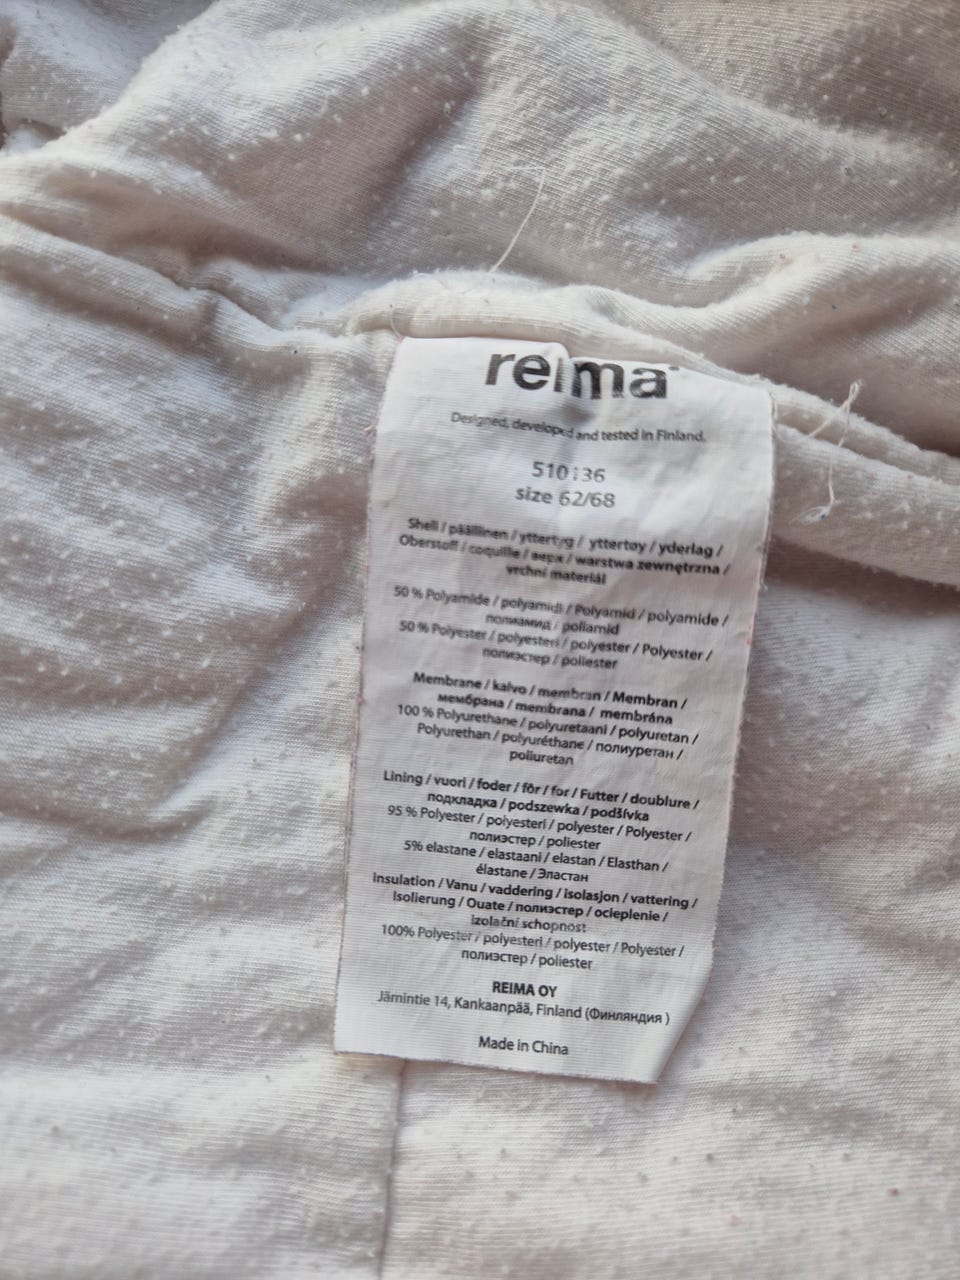 reima
Designed, developed and tested in Finland.
510136
size 62/68
Shell / päällinen / yttertyg / yttertøy / yderlag /
Oberstoff / coquille / верх / warstwa zewnętrzna /
vrchní materiál
50 % Polyamide / polyamidi / Polyamid / polyamide /
полиамид / poliamid
50 % Polyester / polyesteri / polyester / Polyester /
полиэстер / poliester
Membrane / kalvo / membran / Membran /
мембрана / membrana / membrána
100 % Polyurethane / polyuretaani / polyuretan /
Polyurethan / polyuréthane / полиуретан /
poliuretan
Lining / vuori / foder / fôr / for / Futter / doublure /
подкладка / podszewka / podšívka
95 % Polyester / polyesteri / polyester / Polyester /
полиэстер / poliester
5% elastane / elastaani / elastan / Elasthan /
élastane / Эластан
Insulation / Vanu / vaddering / isolasjon / vattering /
Isolierung / Ouate / полиэстер / ocieplenie /
izolační schopnost
100% Polyester / polyesteri / polyester / Polyester /
полиэстер / poliester
REIMA OY
Jämintie 14, Kankaanpää, Finland (Финляндия )
Made in China